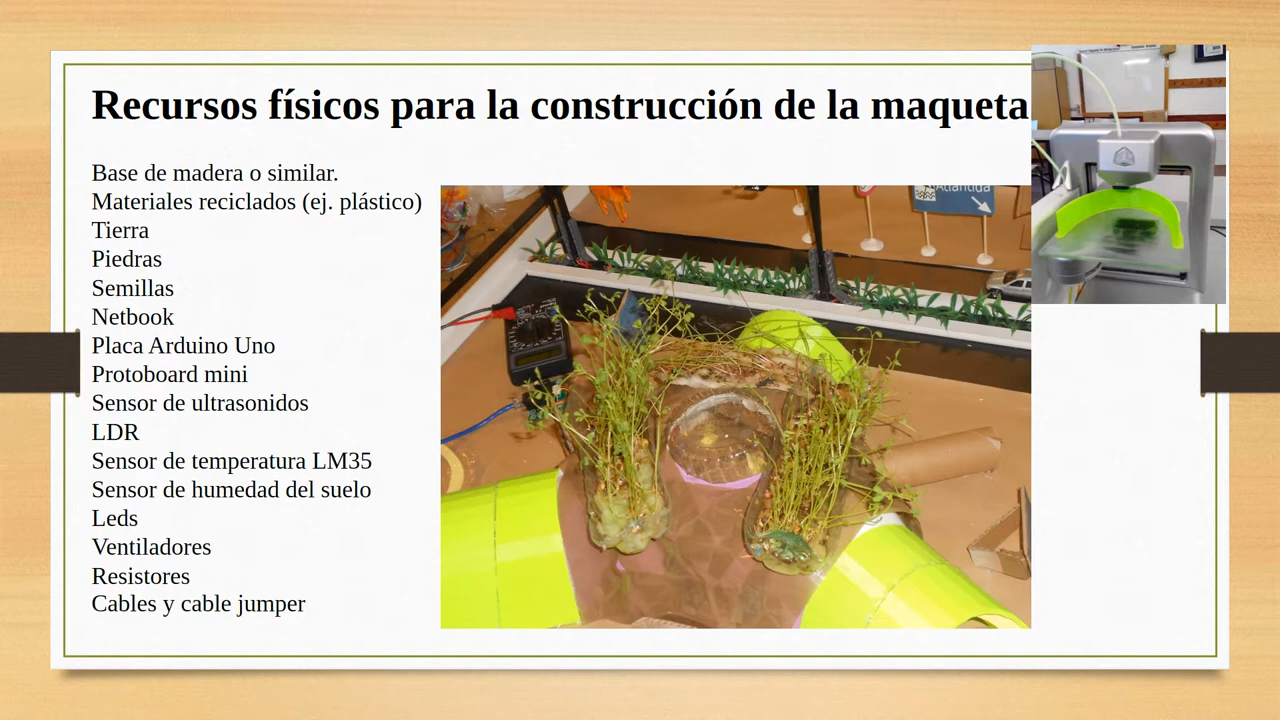 Recursos físicos para la construcción de la maqueta
Base de madera o similar.
Materiales reciclados (ej. plástico)
Tierra
Piedras
Semillas
Netbook
Placa Arduino Uno
Protoboard mini
Sensor de ultrasonidos
LDR
Sensor de temperatura LM35
Sensor de humedad del suelo
Leds
Ventiladores
Resistores
Cables y cable jumper
Atlántida